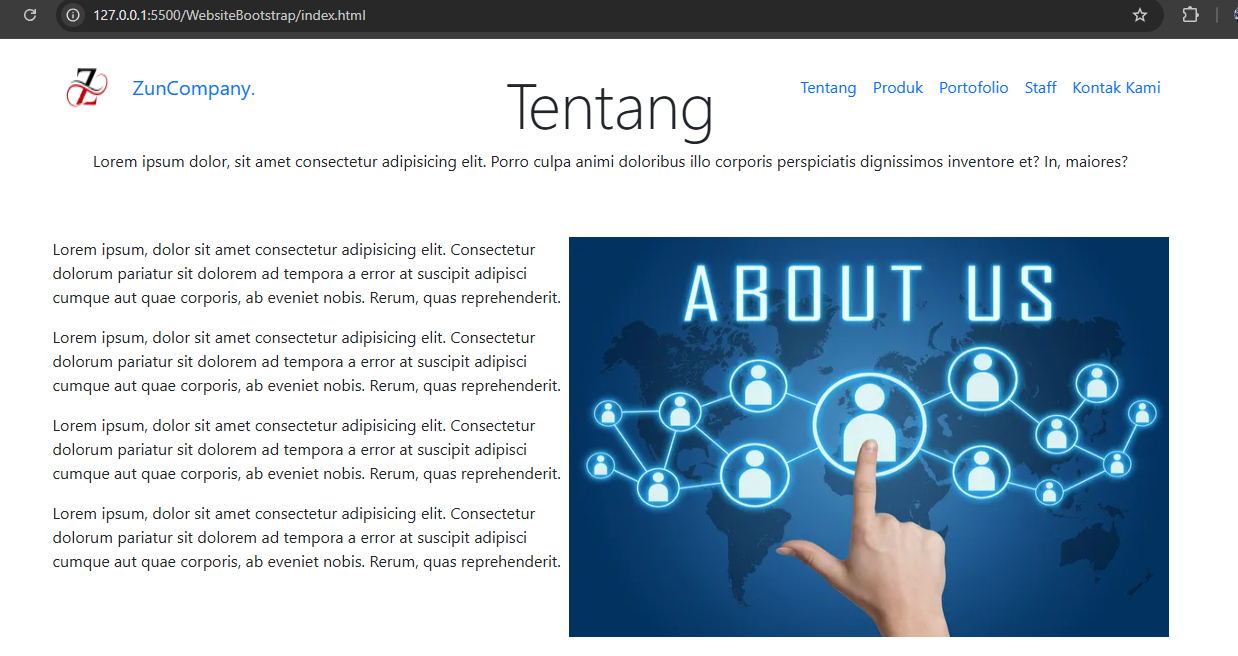 127.0.0.1:5500/WebsiteBootstrap/index.html
ZunCompany.
Tentang
Tentang Produk Portofolio Staff Kontak Kami
Lorem ipsum dolor, sit amet consectetur adipisicing elit. Porro culpa animi doloribus illo corporis perspiciatis dignissimos inventore et? In, maiores?
Lorem ipsum, dolor sit amet consectetur adipisicing elit. Consectetur
dolorum pariatur sit dolorem ad tempora a error at suscipit adipisci
cumque aut quae corporis, ab eveniet nobis. Rerum, quas reprehenderit.
Lorem ipsum, dolor sit amet consectetur adipisicing elit. Consectetur
dolorum pariatur sit dolorem ad tempora a error at suscipit adipisci
cumque aut quae corporis, ab eveniet nobis. Rerum, quas reprehenderit.
Lorem ipsum, dolor sit amet consectetur adipisicing elit. Consectetur
dolorum pariatur sit dolorem ad tempora a error at suscipit adipisci
cumque aut quae corporis, ab eveniet nobis. Rerum, quas reprehenderit.
Lorem ipsum, dolor sit amet consectetur adipisicing elit. Consectetur
dolorum pariatur sit dolorem ad tempora a error at suscipit adipisci
cumque aut quae corporis, ab eveniet nobis. Rerum, quas reprehenderit.
ABOUT US